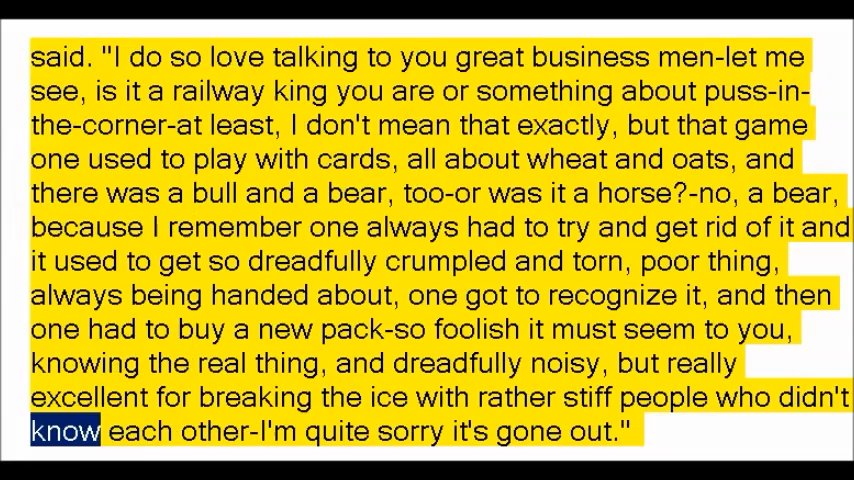 said. "I do so love talking to you great business men-let me
see, is it a railway king you are or something about puss-in-
the-corner-at least, I don't mean that exactly, but that game
one used to play with cards, all about wheat and oats, and
there was a bull and a bear, too-or was it a horse?-no, a bear,
because I remember one always had to try and get rid of it and
it used to get so dreadfully crumpled and torn, poor thing,
always being handed about, one got to recognize it, and then
one had to buy a new pack-so foolish it must seem to you,
knowing the real thing, and dreadfully noisy, but really
excellent for breaking the ice with rather stiff people who didn't
know each other-I'm quite sorry it's gone out."